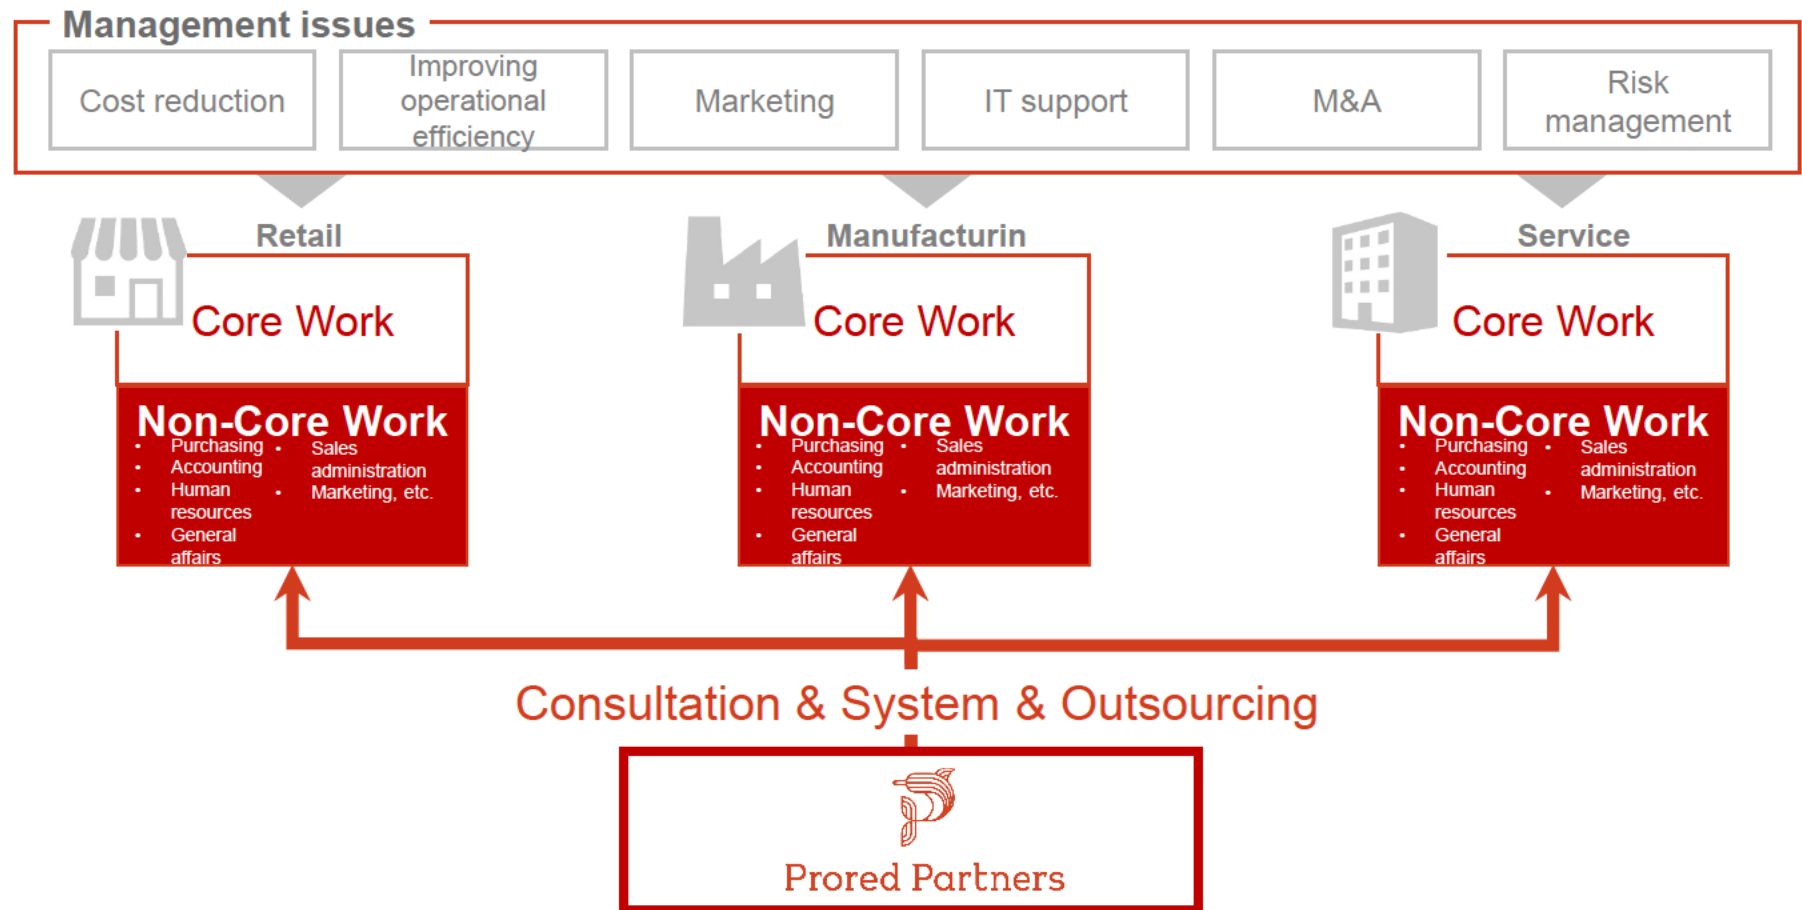 Management issues
Cost reduction
Improving
operational
efficiency
Marketing
IT support
M&A
Risk
management
Retail
Core Work
Non-Core Work
• Purchasing
• Accounting
• Human
resources
• General
affairs
• Sales
administration
• Marketing, etc.
Manufacturin
Core Work
Non-Core Work
• Purchasing
• Accounting
• Human
resources
• General
affairs
• Sales
administration
• Marketing, etc.
Service
Core Work
Non-Core Work
• Purchasing
• Accounting
• Human
resources
• General
affairs
• Sales
administration
• Marketing, etc.
Consultation & System & Outsourcing
Prored Partners